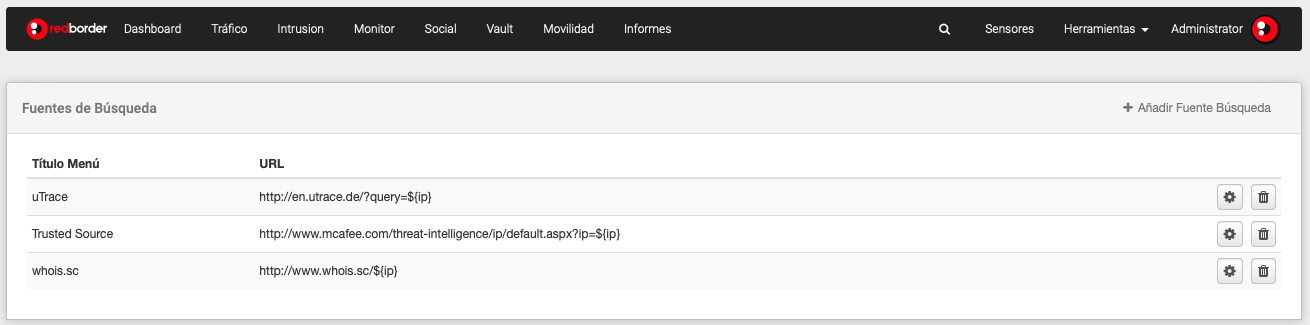 redborder Dashboard Tráfico Intrusion Monitor Social Vault Movilidad Informes Sensores Herramientas Administrator
Fuentes de Búsqueda + Añadir Fuente Búsqueda
Título Menú URL
uTrace http://en.utrace.de/?query=${ip}
Trusted Source http://www.mcafee.com/threat-intelligence/ip/default.aspx?ip=${ip}
whois.sc http://www.whois.sc/${ip}